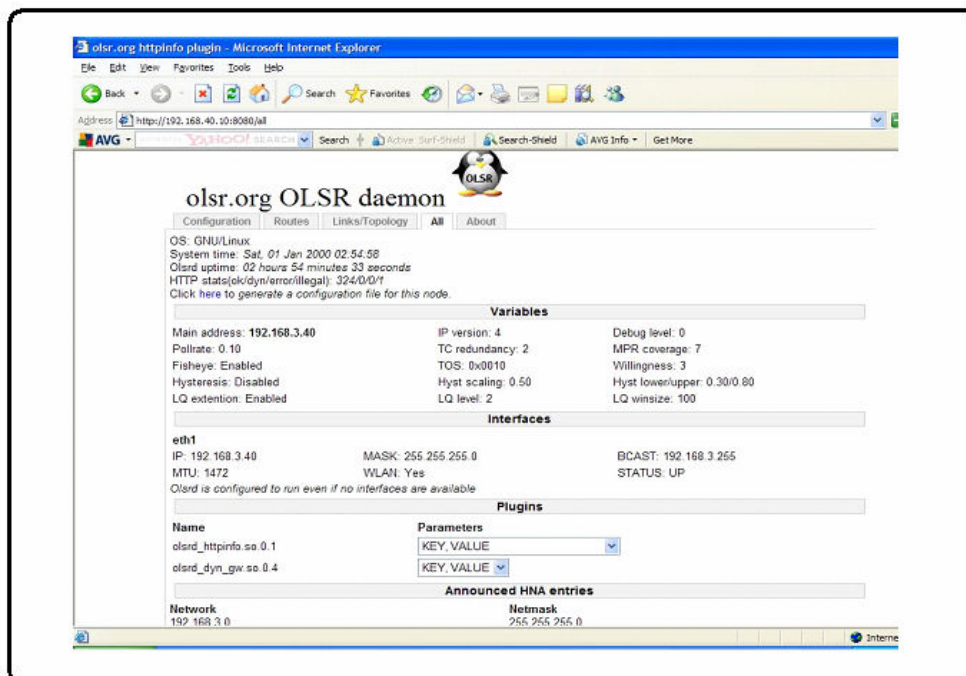 olsr.org httpinfo plugin - Microsoft Internet Explorer
File Edit View Favorites Tools Help
Back Search Favorites
Address http://192.168.40.10:8080/all
AVG YAHOO! SEARCH Search Active Surf-Shield Search-Shield AVG Info Get More
OLSR
olsr.org OLSR daemon
Configuration Routes Links/Topology All About
OS: GNU/Linux
System time: Sat, 01 Jan 2000 02:54:58
Olsrd uptime: 02 hours 54 minutes 33 seconds
HTTP stats(ok/dyn/error/illegal): 324/0/0/1
Click here to generate a configuration file for this node.
Variables
Main address: 192.168.3.40 IP version: 4 Debug level: 0
Pollrate: 0.10 TC redundancy: 2 MPR coverage: 7
Fisheye: Enabled TOS: 0x0010 Willingness: 3
Hysteresis: Disabled Hyst scaling: 0.50 Hyst lower/upper: 0.30/0.80
LQ extention: Enabled LQ level: 2 LQ winsize: 100
Interfaces
eth1
IP: 192.168.3.40 MASK: 255.255.255.0 BCAST: 192.168.3.255
MTU: 1472 WLAN: Yes STATUS: UP
Olsrd is configured to run even if no interfaces are available
Plugins
Name Parameters
olsrd_httpinfo.so.0.1 KEY, VALUE
olsrd_dyn_gw.so.0.4 KEY, VALUE
Announced HNA entries
Network Netmask
192.168.3.0 255.255.255.0
Interne